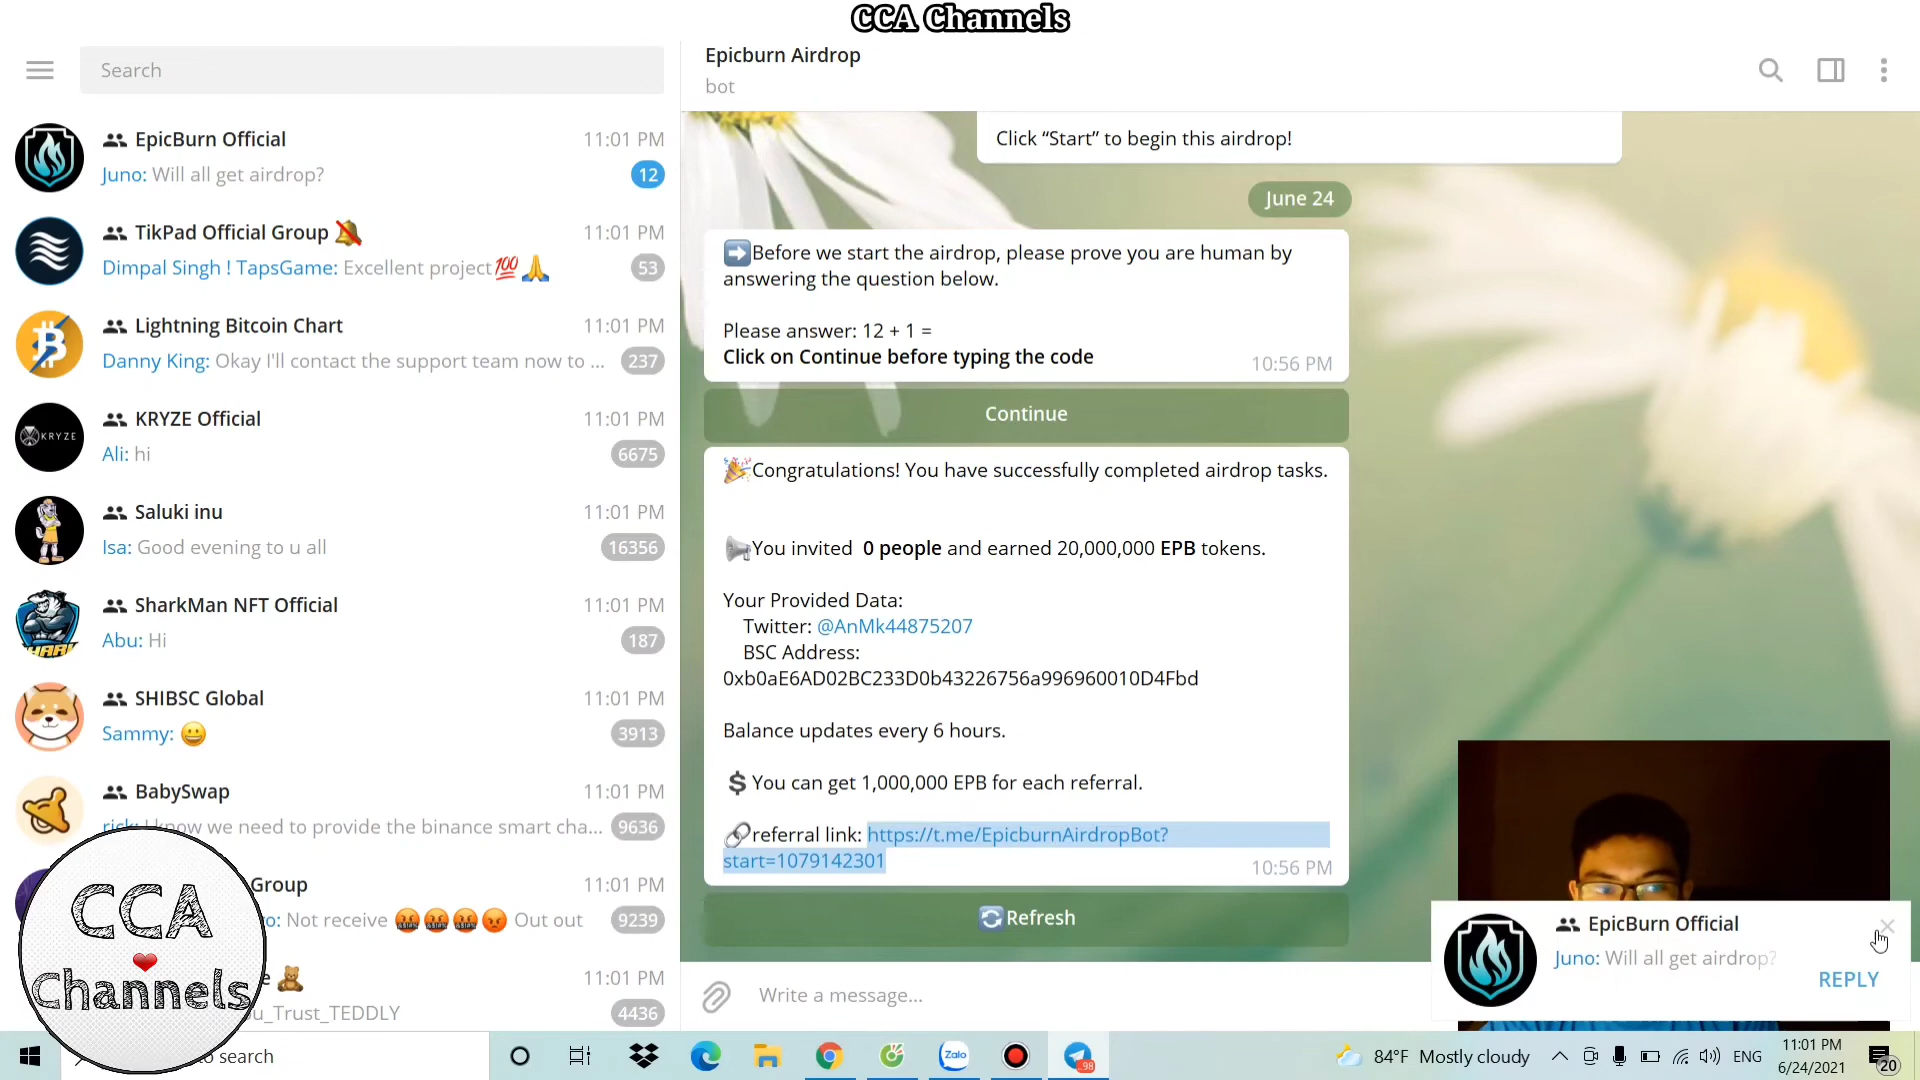 CCA Channels
Search
EpicBurn Official
11:01 PM
Juno: Will all get airdrop?
12
TikPad Official Group
11:01 PM
Dimpal Singh ! TapsGame: Excellent project💯🙏
53
Lightning Bitcoin Chart
11:01 PM
Danny King: Okay I'll contact the support team now to ...
237
KRYZE
KRYZE Official
11:01 PM
Ali: hi
6675
Saluki inu
11:01 PM
Isa: Good evening to u all
16356
SharkMan NFT Official
11:01 PM
Abu: Hi
187
SHIBSC Global
11:01 PM
Sammy: 😀
3913
BabySwap
11:01 PM
rick: I know we need to provide the binance smart cha...
9636
Group
11:01 PM
Not receive 🤬🤬🤬😡 Out out
9239
11:01 PM
u_Trust_TEDDLY
4436
CCA
Channels
Epicburn Airdrop
bot
Click “Start” to begin this airdrop!
June 24
➡️Before we start the airdrop, please prove you are human by
answering the question below.
Please answer: 12 + 1 =
Click on Continue before typing the code
10:56 PM
Continue
🎉Congratulations! You have successfully completed airdrop tasks.
📢You invited 0 people and earned 20,000,000 EPB tokens.
Your Provided Data:
Twitter: @AnMk44875207
BSC Address:
0xb0aE6AD02BC233D0b43226756a996960010D4Fbd
Balance updates every 6 hours.
💲You can get 1,000,000 EPB for each referral.
🔗referral link: https://t.me/EpicburnAirdropBot?
start=1079142301
10:56 PM
🔄Refresh
Write a message...
EpicBurn Official
Juno: Will all get airdrop?
REPLY
to search
Zalo
98
84°F Mostly cloudy
ENG
11:01 PM
6/24/2021
20